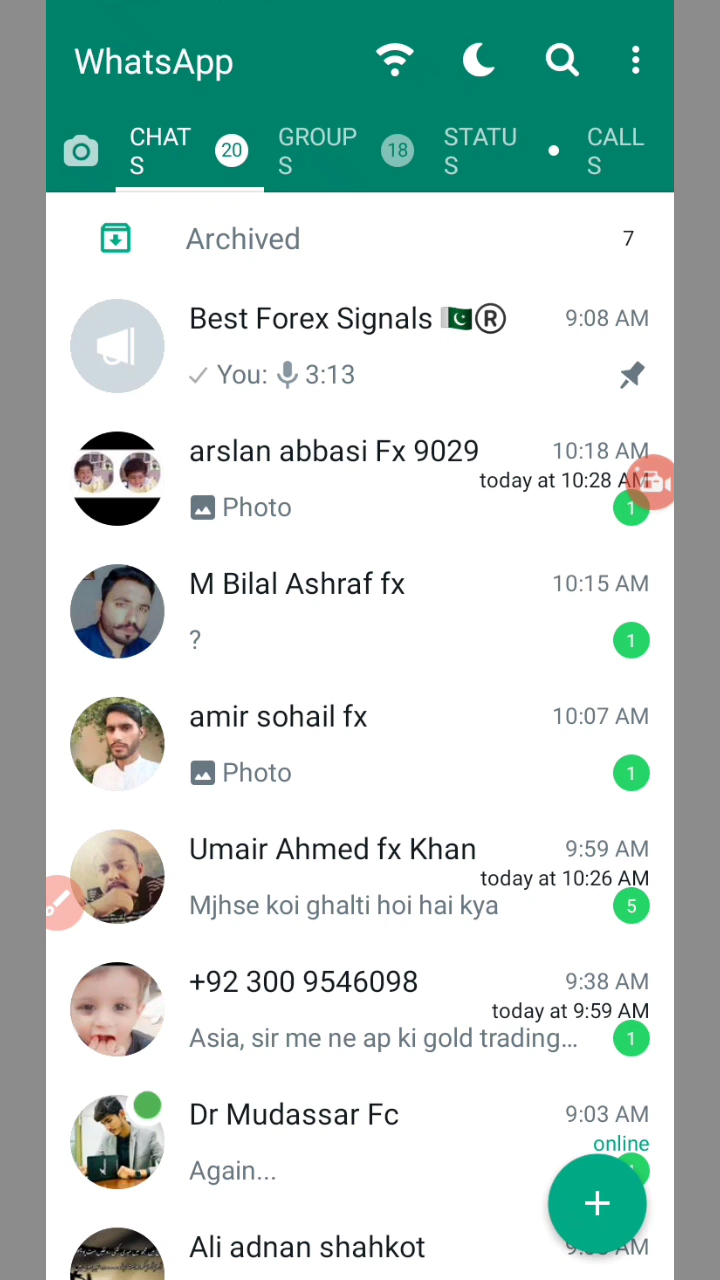 WhatsApp
CHAT
S
20
GROUP
S
18
STATU
S
CALL
S
Archived
7
Best Forex Signals 🇵🇰®
9:08 AM
You: 3:13
arslan abbasi Fx 9029
10:18 AM
today at 10:28 AM
Photo
1
M Bilal Ashraf fx
10:15 AM
?
1
amir sohail fx
10:07 AM
Photo
1
Umair Ahmed fx Khan
9:59 AM
today at 10:26 AM
Mjhse koi ghalti hoi hai kya
5
+92 300 9546098
9:38 AM
today at 9:59 AM
Asia, sir me ne ap ki gold trading...
1
Dr Mudassar Fc
9:03 AM
online
Again...
Ali adnan shahkot
AM